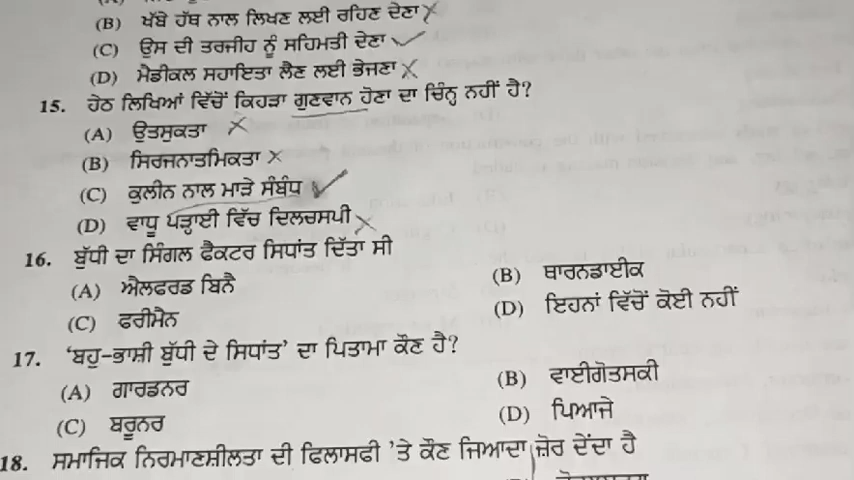 (B) ਖੱਬੇ ਹੱਥ ਨਾਲ ਲਿਖਣ ਲਈ ਰਹਿਣ ਦੇਣਾ
(C) ਉਸ ਦੀ ਤਰਜੀਹ ਨੂੰ ਸਹਿਮਤੀ ਦੇਣਾ
(D) ਮੈਡੀਕਲ ਸਹਾਇਤਾ ਲੈਣ ਲਈ ਭੇਜਣਾ
15. ਹੇਠ ਲਿਖਿਆਂ ਵਿੱਚੋਂ ਕਿਹੜਾ ਗੁਣਵਾਨ ਹੋਣਾ ਦਾ ਚਿੰਨ੍ਹ ਨਹੀਂ ਹੈ?
(A) ਉਤਸੁਕਤਾ
(B) ਸਿਰਜਨਾਤਮਿਕਤਾ
(C) ਕੁਲੀਨ ਨਾਲ ਮਾੜੇ ਸੰਬੰਧ
(D) ਵਾਧੂ ਪੜ੍ਹਾਈ ਵਿੱਚ ਦਿਲਚਸਪੀ
16. ਬੁੱਧੀ ਦਾ ਸਿੰਗਲ ਫੈਕਟਰ ਸਿਧਾਂਤ ਦਿੱਤਾ ਸੀ
(A) ਐਲਫਰਡ ਬਿਨੈ (B) ਥਾਰਨਡਾਈਕ
(C) ਫਰੀਮੈਨ (D) ਇਹਨਾਂ ਵਿੱਚੋਂ ਕੋਈ ਨਹੀਂ
17. ‘ਬਹੁ-ਭਾਸ਼ੀ ਬੁੱਧੀ ਦੇ ਸਿਧਾਂਤ’ ਦਾ ਪਿਤਾਮਾ ਕੌਣ ਹੈ?
(A) ਗਾਰਡਨਰ (B) ਵਾਈਗੋਤਸਕੀ
(C) ਬਰੂਨਰ (D) ਪਿਆਜੇ
18. ਸਮਾਜਿਕ ਨਿਰਮਾਣਸ਼ੀਲਤਾ ਦੀ ਫਿਲਾਸਫੀ ’ਤੇ ਕੌਣ ਜਿਆਦਾ ਜ਼ੋਰ ਦੇਂਦਾ ਹੈ